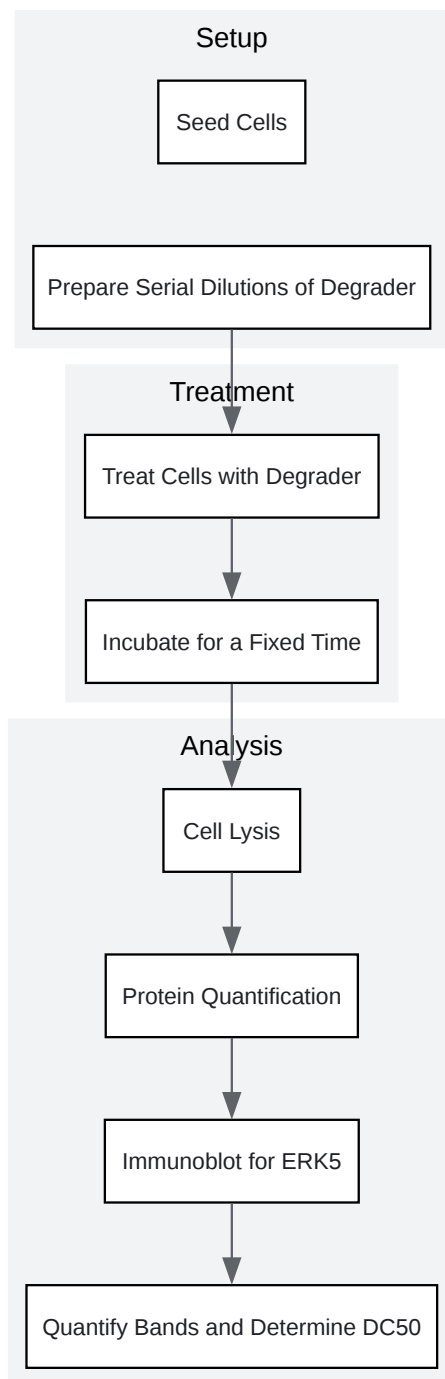 Setup
Seed Cells
Prepare Serial Dilutions of Degrader
Treatment
Treat Cells with Degrader
Incubate for a Fixed Time
Analysis
Cell Lysis
Protein Quantification
Immunoblot for ERK5
Quantify Bands and Determine DC50